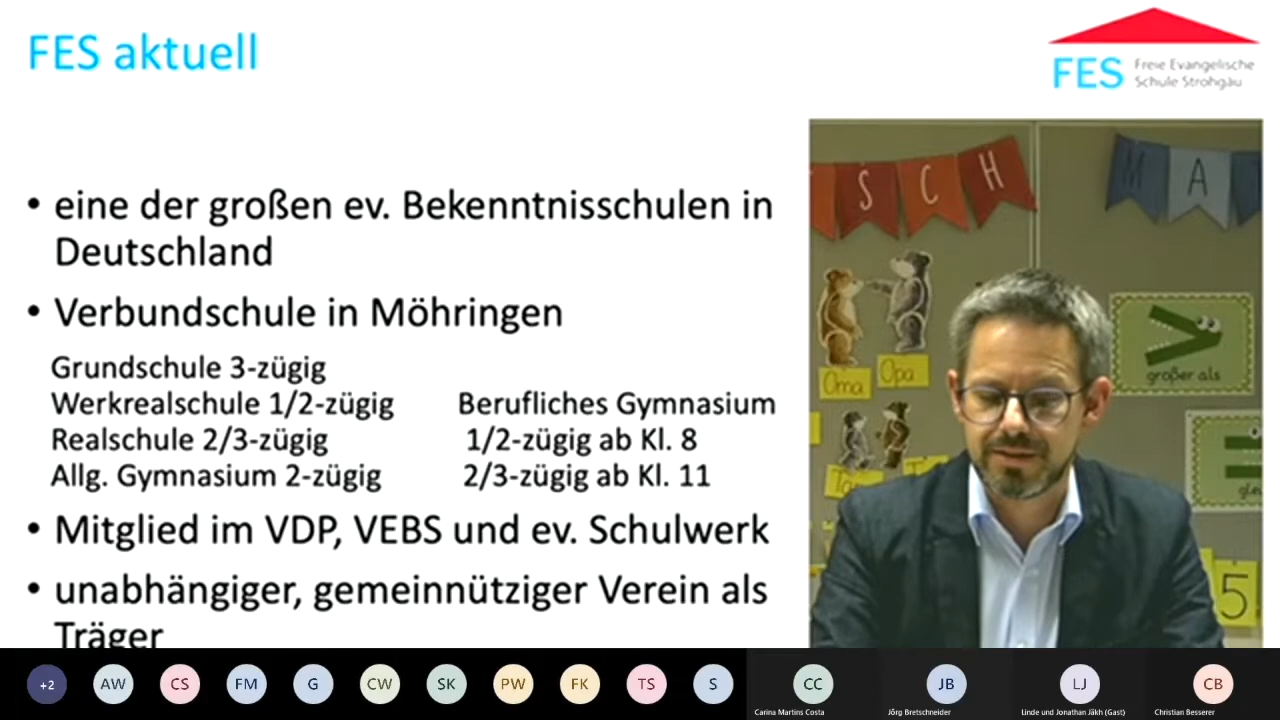 FES aktuell
FES Freie Evangelische
Schule Strohgäu
• eine der großen ev. Bekenntnisschulen in
Deutschland
• Verbundschule in Möhringen
Grundschule 3-zügig
Werkrealschule 1/2-zügig Berufliches Gymnasium
Realschule 2/3-zügig 1/2-zügig ab Kl. 8
Allg. Gymnasium 2-zügig 2/3-zügig ab Kl. 11
• Mitglied im VDP, VEBS und ev. Schulwerk
• unabhängiger, gemeinnütziger Verein als
Träger
S C H
M A
Oma
Opa
größer als
5
+2 AW CS FM G CW SK PW FK TS S CC JB LJ CB
Carina Martins Costa Jörg Bretschneider Linde und Jonathan Jäkh (Gast) Christian Besserer